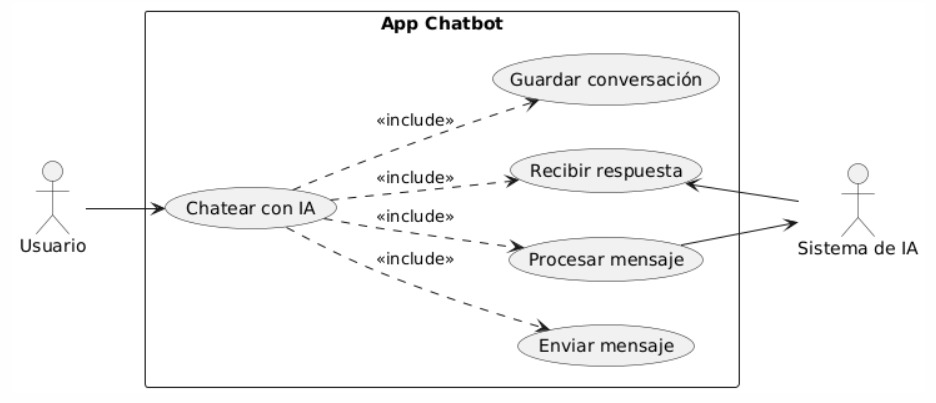 App Chatbot
Guardar conversación
«include»
Recibir respuesta
«include»
Chatear con IA
«include»
Procesar mensaje
«include»
Enviar mensaje
Usuario
Sistema de IA